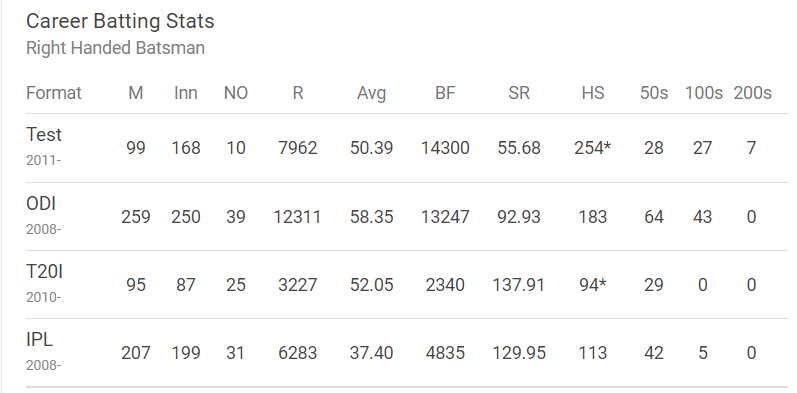 Career Batting Stats
Right Handed Batsman
Format M Inn NO R Avg BF SR HS 50s 100s 200s
Test 99 168 10 7962 50.39 14300 55.68 254* 28 27 7
2011-
ODI 259 250 39 12311 58.35 13247 92.93 183 64 43 0
2008-
T20I 95 87 25 3227 52.05 2340 137.91 94* 29 0 0
2010-
IPL 207 199 31 6283 37.40 4835 129.95 113 42 5 0
2008-